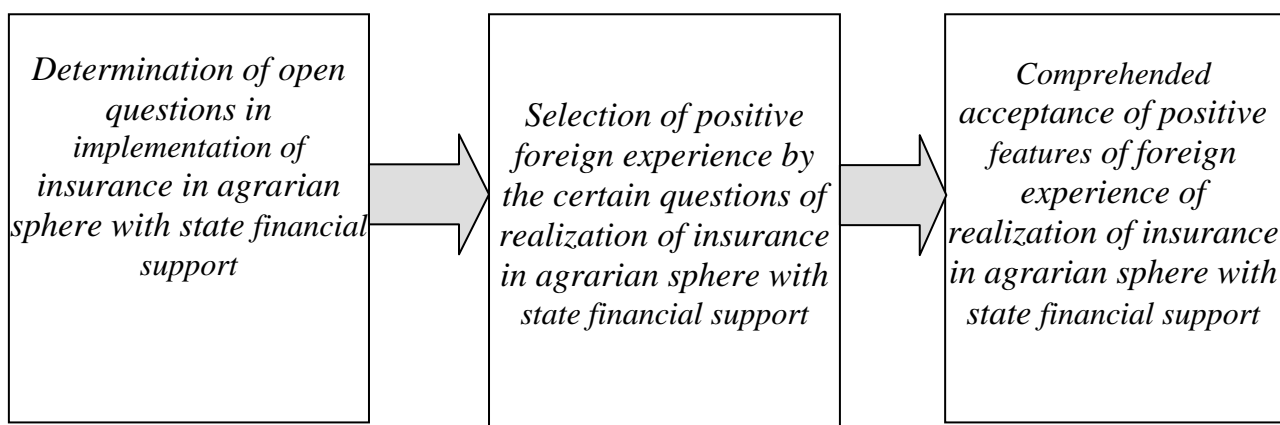 Determination of open
questions in
implementation of
insurance in agrarian
sphere with state financial
support
Selection of positive
foreign experience by
the certain questions of
realization of insurance
in agrarian sphere with
state financial support
Comprehended
acceptance of positive
features of foreign
experience of
realization of insurance
in agrarian sphere with
state financial support